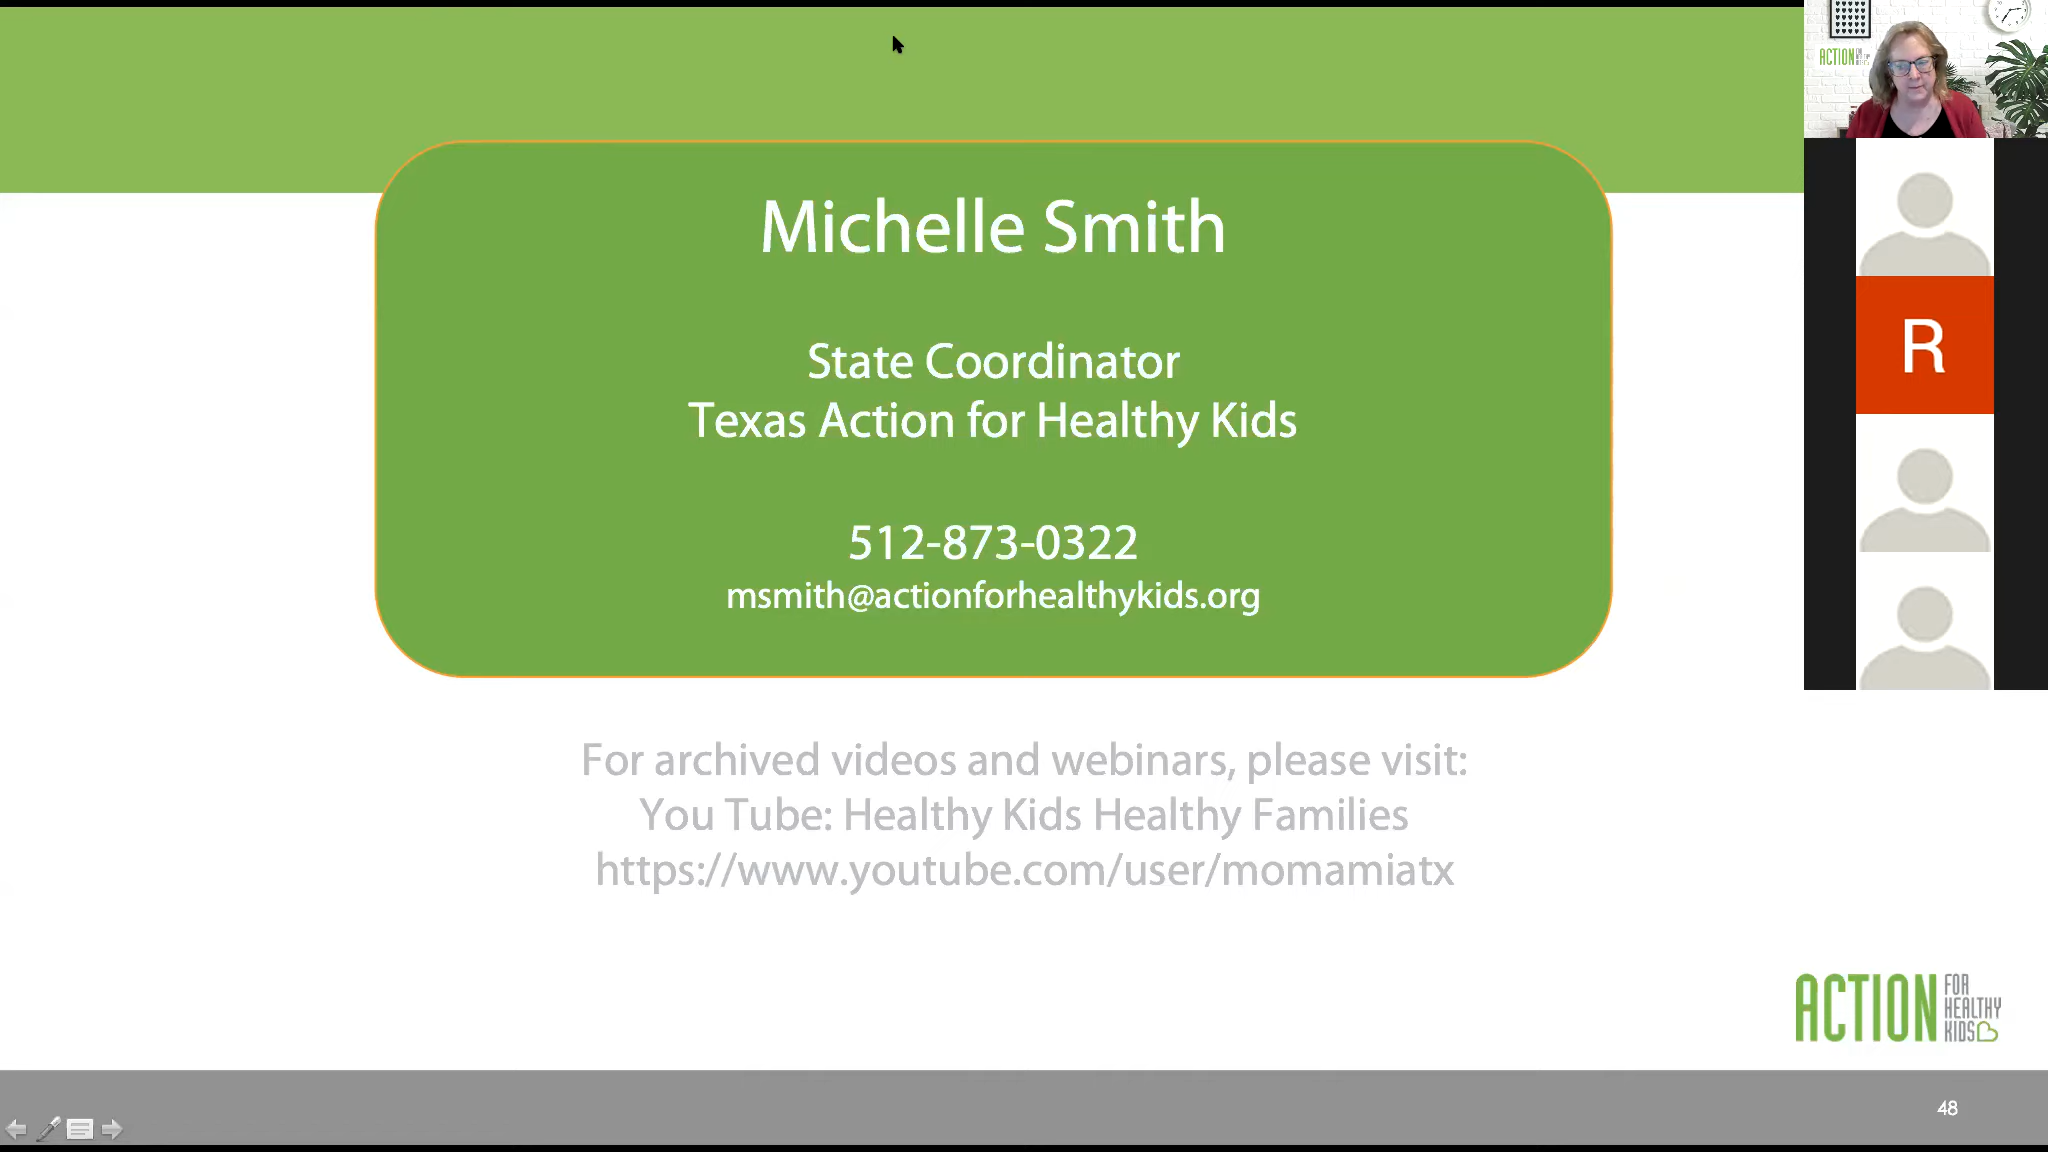 Michelle Smith
State Coordinator
Texas Action for Healthy Kids
512-873-0322
msmith@actionforhealthykids.org
For archived videos and webinars, please visit:
You Tube: Healthy Kids Healthy Families
https://www.youtube.com/user/momamiatx
ACTION FOR HEALTHY KIDS
48
ACTION
R